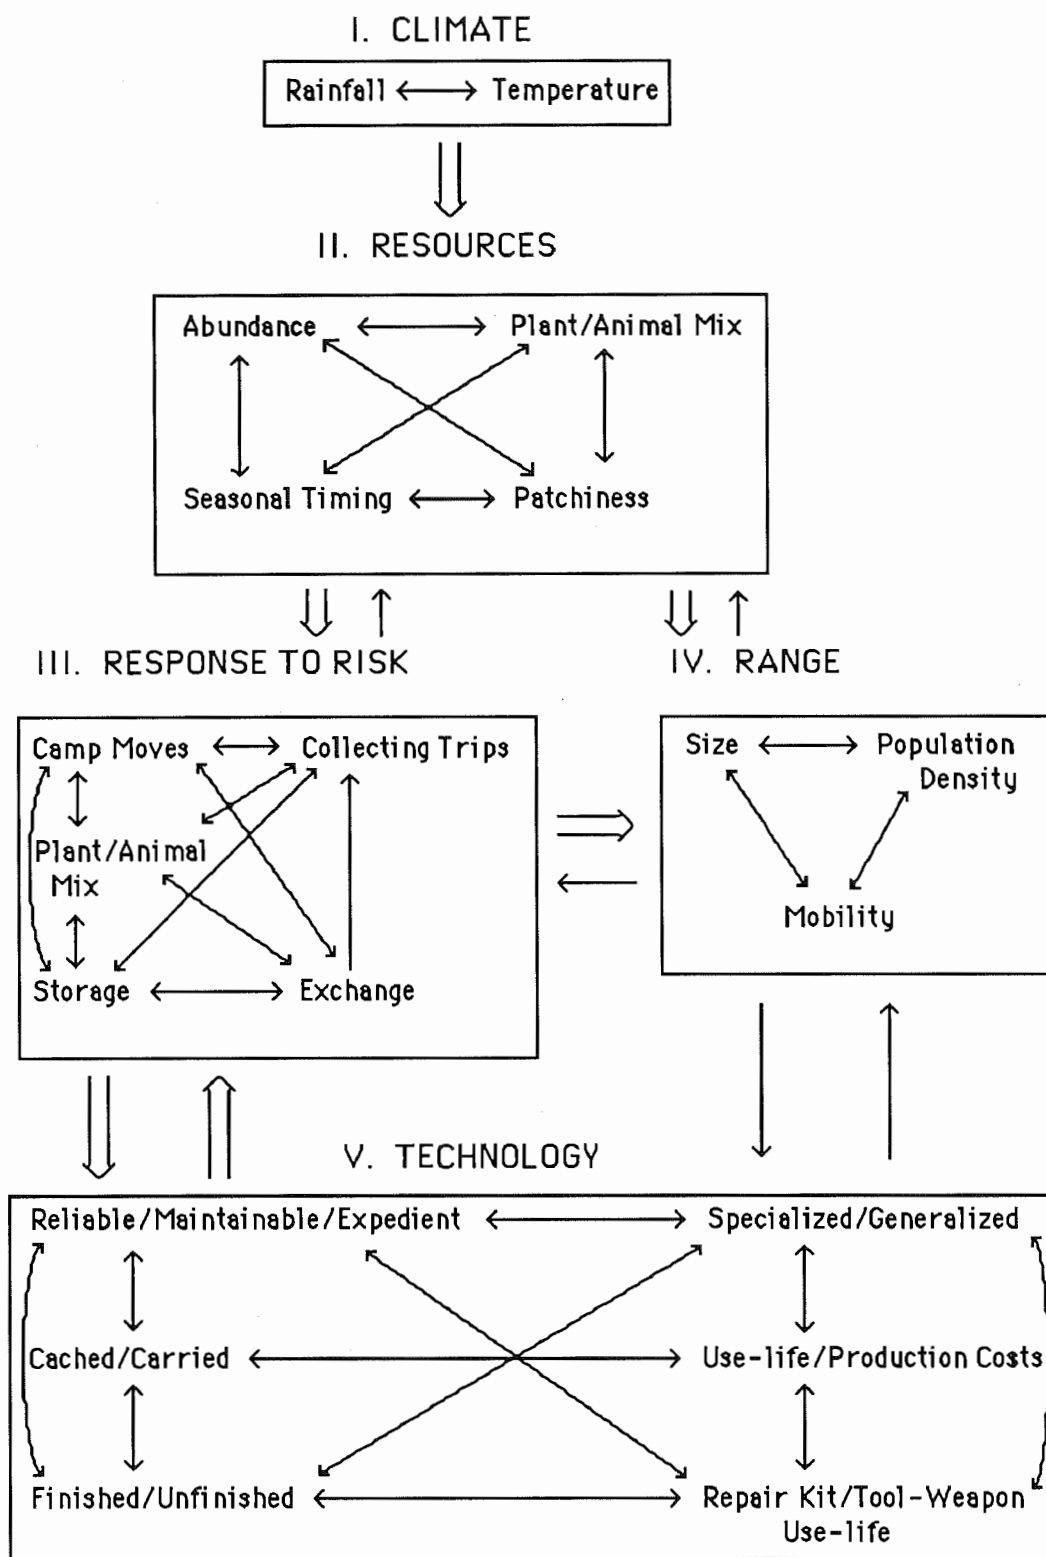 I. CLIMATE
Rainfall Temperature
II. RESOURCES
Abundance Plant/Animal Mix
Seasonal Timing Patchiness
III. RESPONSE TO RISK
IV. RANGE
Camp Moves Collecting Trips
Plant/Animal
Mix
Storage Exchange
Size Population
Density
Mobility
V. TECHNOLOGY
Reliable/Maintainable/Expedient Specialized/Generalized
Cached/Carried Use-life/Production Costs
Finished/Unfinished Repair Kit/Tool-Weapon
Use-life